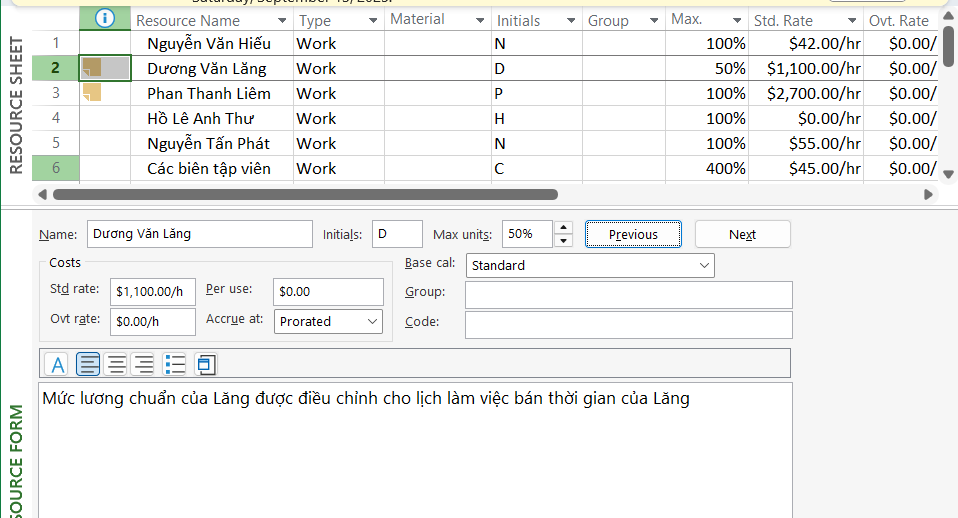 Resource Name Type Material Initials Group Max. Std. Rate Ovt. Rate
RESOURCE SHEET
1 Nguyễn Văn Hiếu Work N 100% $42.00/hr $0.00/
2 Dương Văn Lăng Work D 50% $1,100.00/hr $0.00/
3 Phan Thanh Liêm Work P 100% $2,700.00/hr $0.00/
4 Hồ Lê Anh Thư Work H 100% $0.00/hr $0.00/
5 Nguyễn Tấn Phát Work N 100% $55.00/hr $0.00/
6 Các biên tập viên Work C 400% $45.00/hr $0.00/
Name: Dương Văn Lăng Initials: D Max units: 50% Previous Next
Costs Base cal: Standard
Std rate: $1,100.00/h Per use: $0.00 Group:
Ovt rate: $0.00/h Accrue at: Prorated Code:
A
Mức lương chuẩn của Lăng được điều chỉnh cho lịch làm việc bán thời gian của Lăng
SOURCE FORM